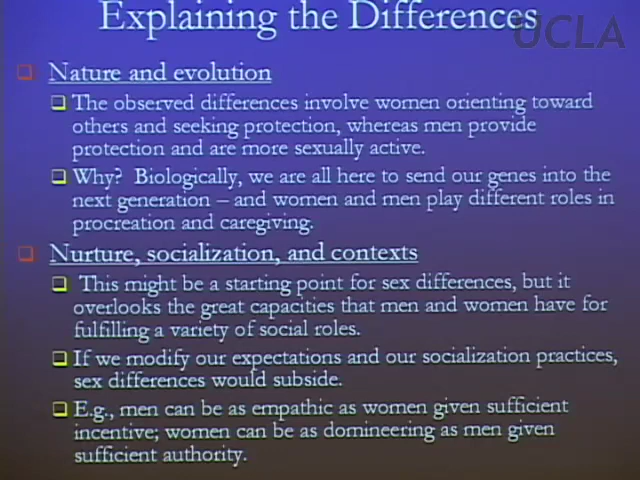 Explaining the Differences
UCLA
Nature and evolution
The observed differences involve women orienting toward
others and seeking protection, whereas men provide
protection and are more sexually active.
Why? Biologically, we are all here to send our genes into the
next generation – and women and men play different roles in
procreation and caregiving.
Nurture, socialization, and contexts
This might be a starting point for sex differences, but it
overlooks the great capacities that men and women have for
fulfilling a variety of social roles.
If we modify our expectations and our socialization practices,
sex differences would subside.
E.g., men can be as empathic as women given sufficient
incentive; women can be as domineering as men given
sufficient authority.